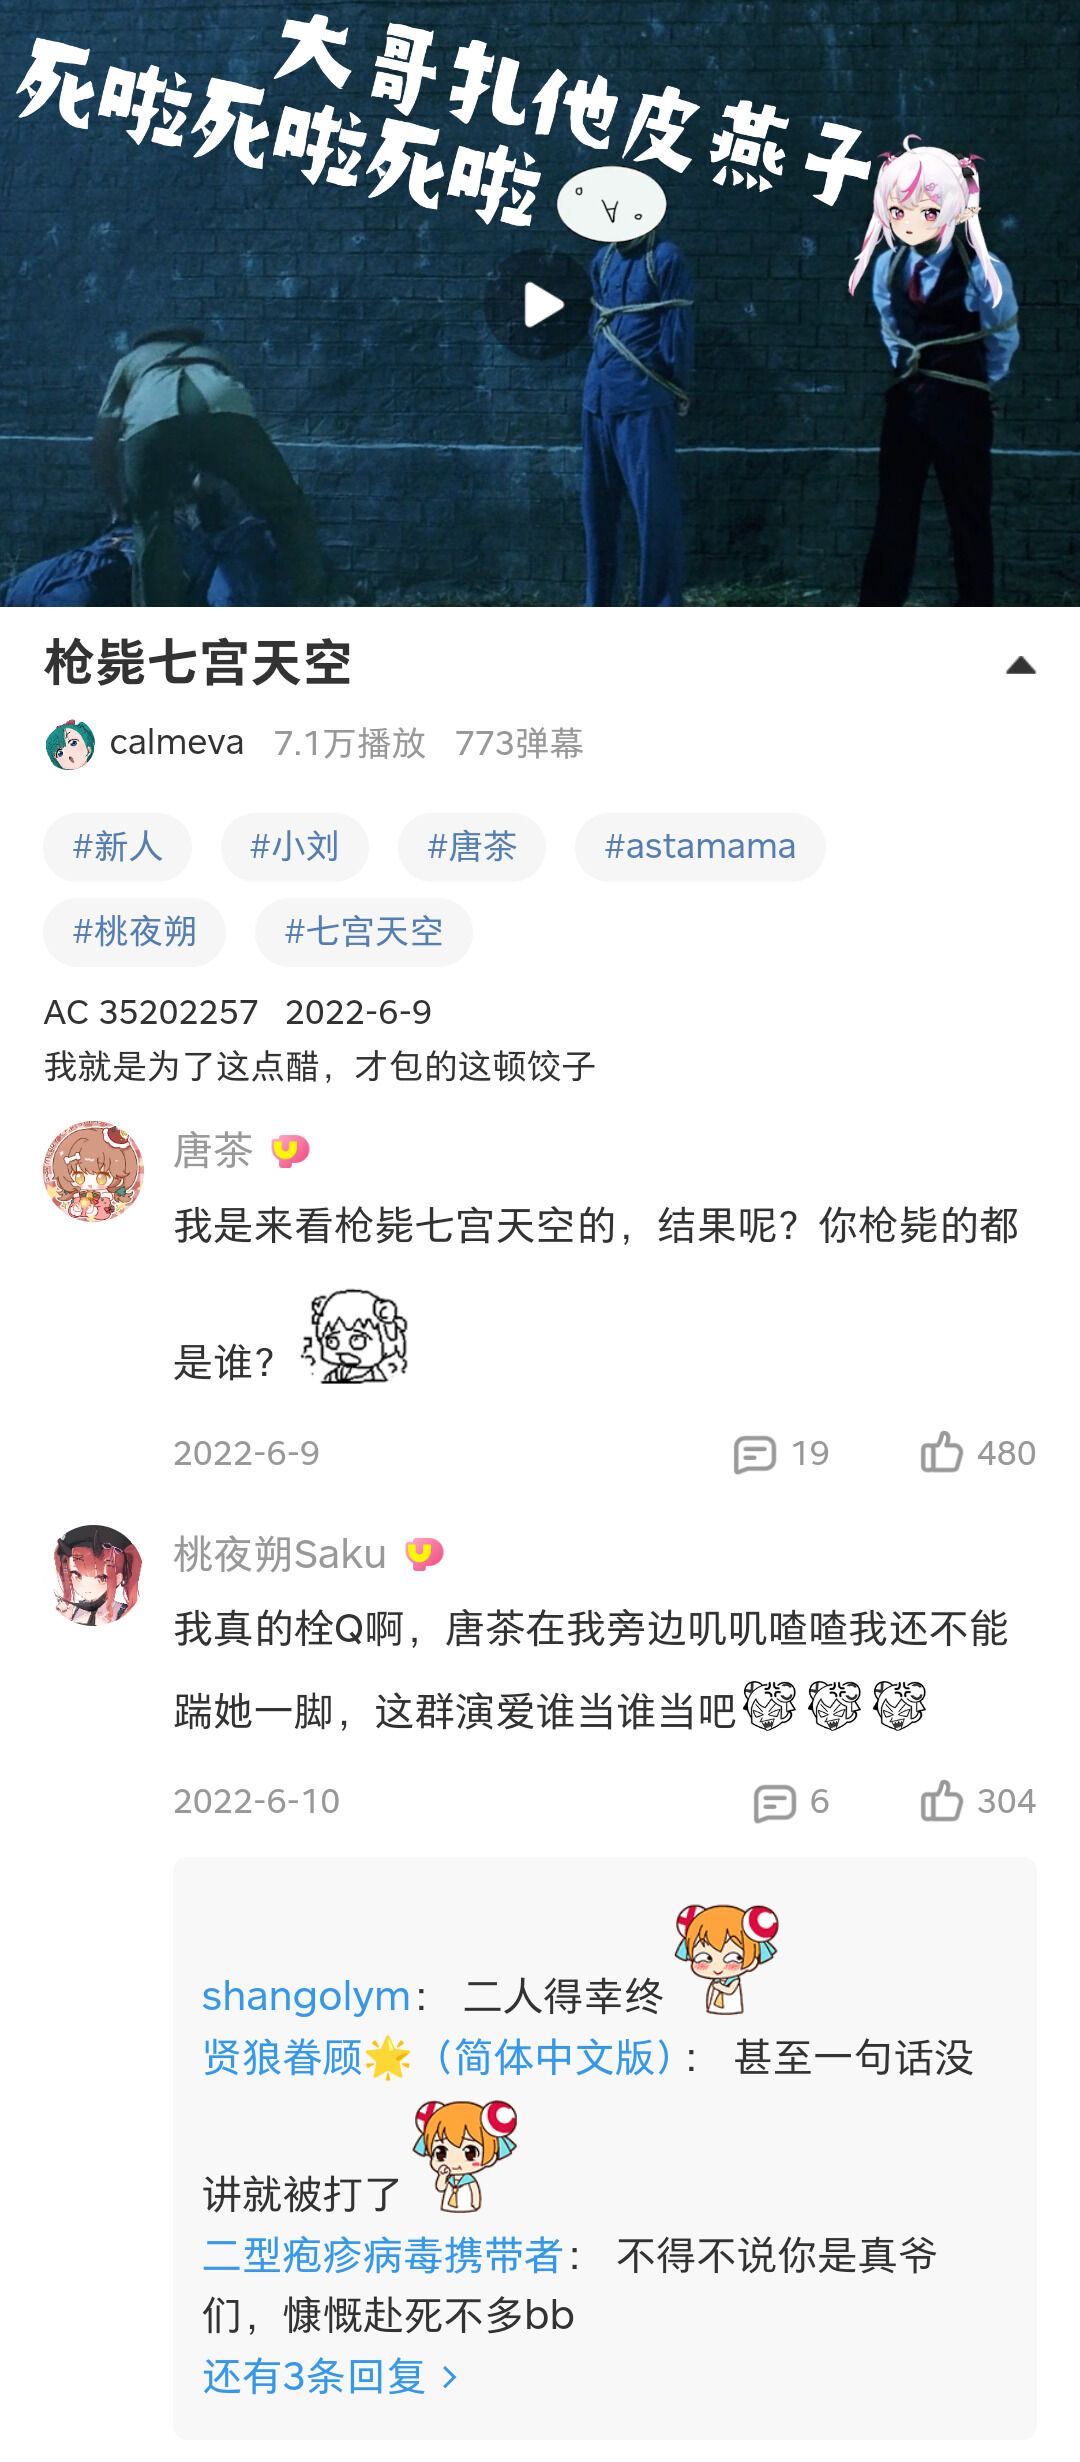 大哥扎他皮燕子
死啦死啦死啦
枪毙七宫天空
calmeva 7.1万播放 773弹幕
#新人 #小刘 #唐茶 #astamama
#桃夜朔 #七宫天空
AC 35202257 2022-6-9
我就是为了这点醋，才包的这顿饺子
唐茶
我是来看枪毙七宫天空的，结果呢？你枪毙的都
是谁？
2022-6-9 19 480
桃夜朔Saku
我真的栓Q啊，唐茶在我旁边叽叽喳喳我还不能
踹她一脚，这群演爱谁当谁当吧
2022-6-10 6 304
shangolym： 二人得幸终
贤狼眷顾🌟（简体中文版）： 甚至一句话没
讲就被打了
二型疱疹病毒携带者： 不得不说你是真爷
们，慷慨赴死不多bb
还有3条回复 >